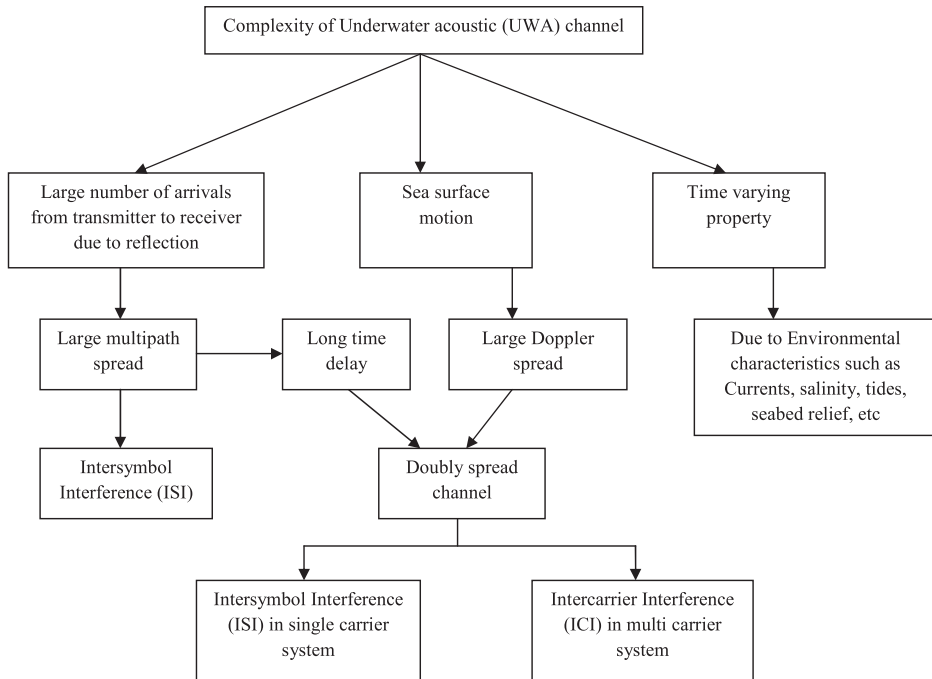 Complexity of Underwater acoustic (UWA) channel
Large number of arrivals
from transmitter to receiver
due to reflection
Sea surface
motion
Time varying
property
Large multipath
spread
Long time
delay
Large Doppler
spread
Due to Environmental
characteristics such as
Currents, salinity, tides,
seabed relief, etc
Intersymbol
Interference (ISI)
Doubly spread
channel
Intersymbol Interference
(ISI) in single carrier
system
Intercarrier Interference
(ICI) in multi carrier
system